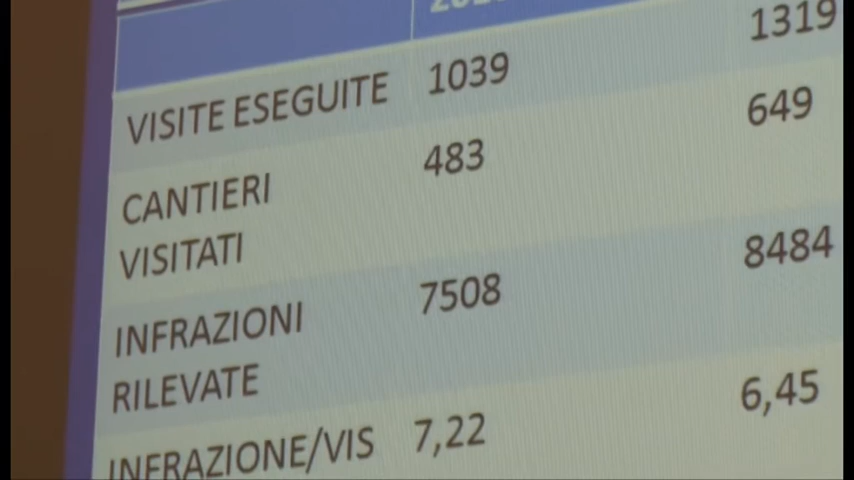 1319
VISITE ESEGUITE 1039
649
CANTIERI 483
VISITATI
8484
INFRAZIONI 7508
RILEVATE
6,45
INFRAZIONE/VIS 7,22